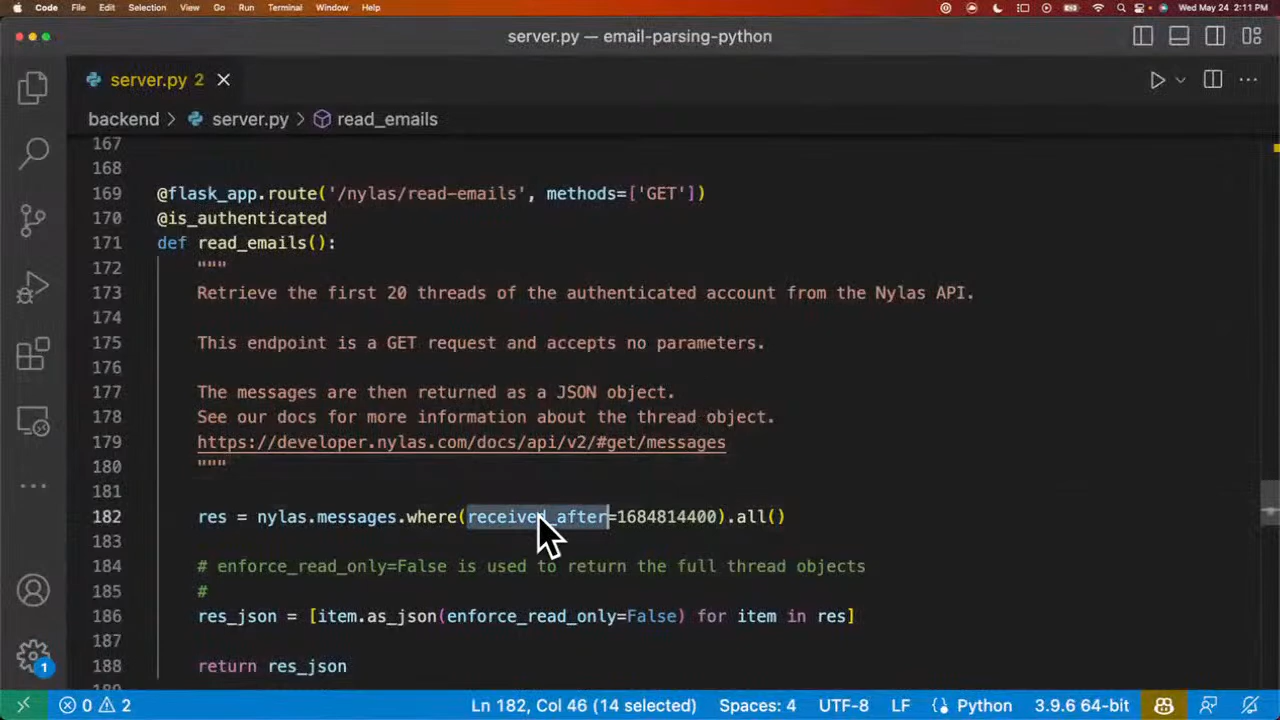 Code File Edit Selection View Go Run Terminal Window Help Wed May 24 2:11 PM
server.py — email-parsing-python
server.py 2
backend > server.py > read_emails
167
168
169 @flask_app.route('/nylas/read-emails', methods=['GET'])
170 @is_authenticated
171 def read_emails():
172 """
173 Retrieve the first 20 threads of the authenticated account from the Nylas API.
174
175 This endpoint is a GET request and accepts no parameters.
176
177 The messages are then returned as a JSON object.
178 See our docs for more information about the thread object.
179 https://developer.nylas.com/docs/api/v2/#get/messages
180 """
181
182 res = nylas.messages.where(received_after=1684814400).all()
183
184 # enforce_read_only=False is used to return the full thread objects
185 #
186 res_json = [item.as_json(enforce_read_only=False) for item in res]
187
188 return res_json
1
0 2 Ln 182, Col 46 (14 selected) Spaces: 4 UTF-8 LF Python 3.9.6 64-bit